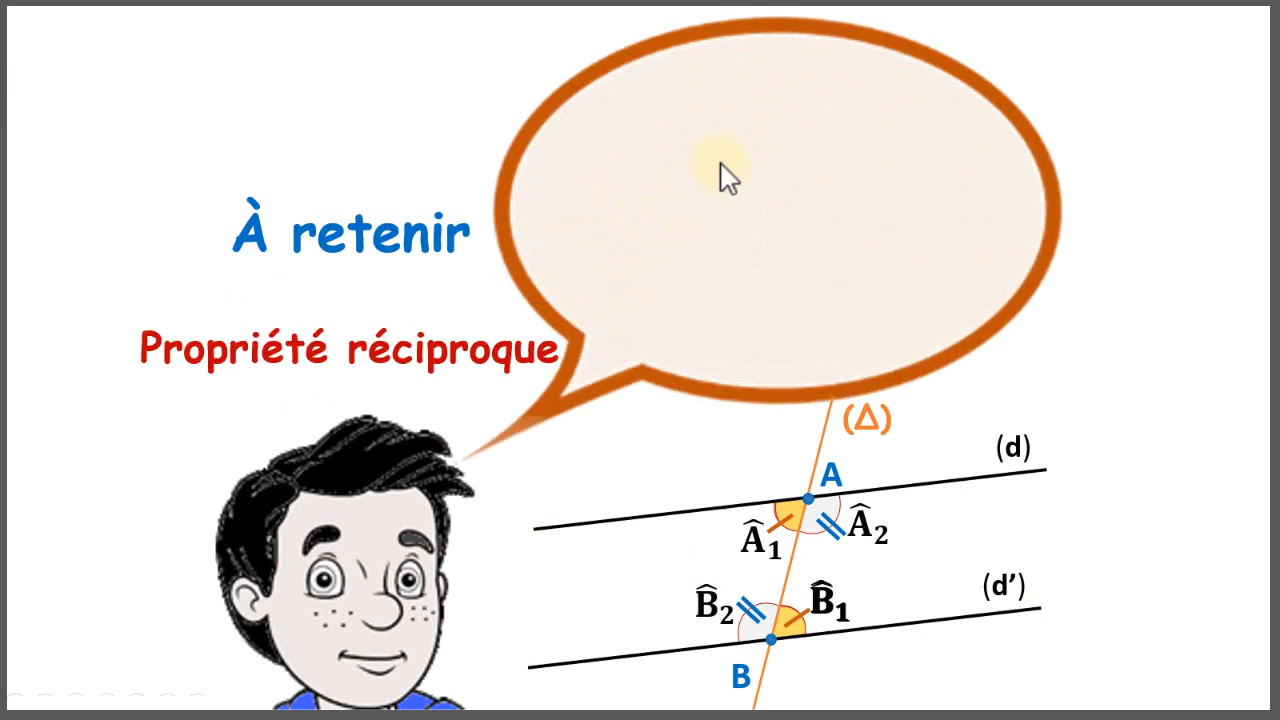 À retenir
Propriété réciproque
(Δ)
(d)
A
Â₁
Â₂
B̂₂
B̂₁
(d’)
B